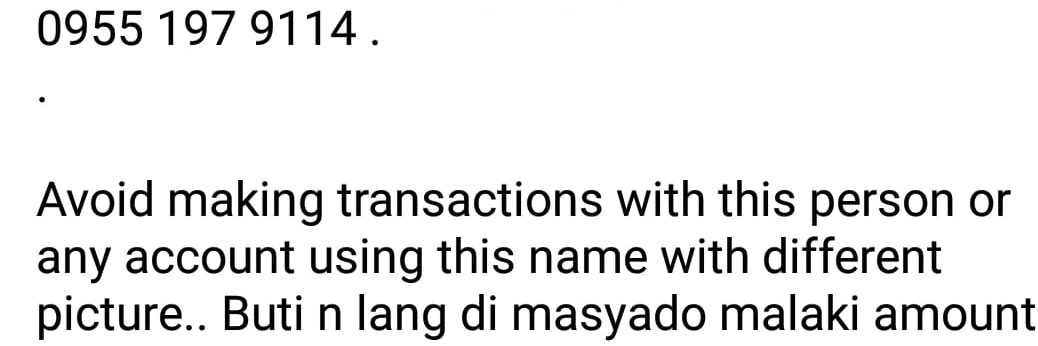 0955 197 9114 .
.
Avoid making transactions with this person or
any account using this name with different
picture.. Buti n lang di masyado malaki amount